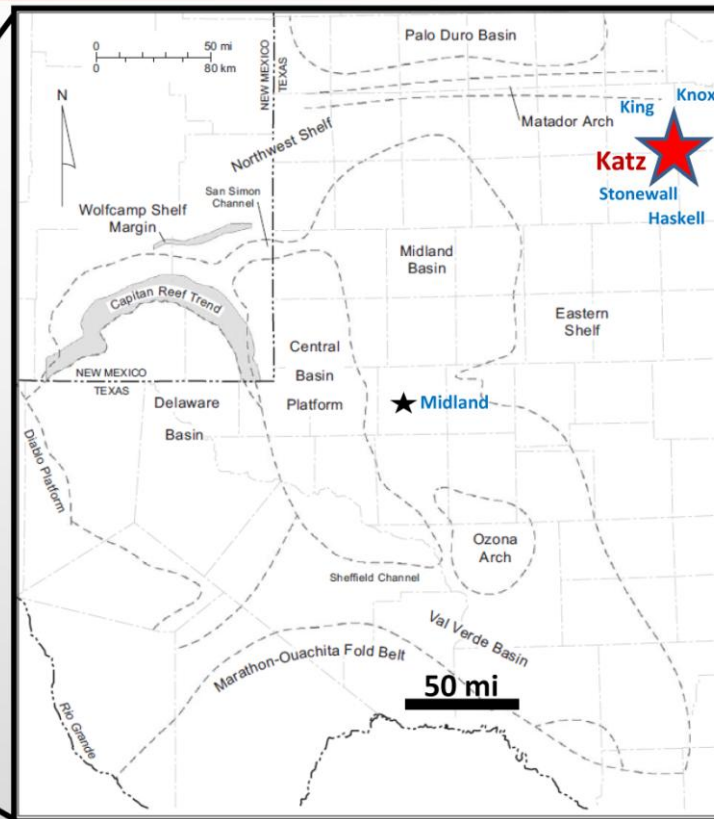 0 50 mi
0 80 km
N
NEW MEXICO
TEXAS
Palo Duro Basin
Matador Arch
King
Knox
Katz
Stonewall
Haskell
Northwest Shelf
San Simon
Channel
Wolfcamp Shelf
Margin
Capitan Reef Trend
Midland
Basin
Eastern
Shelf
Central
Basin
Platform
NEW MEXICO
TEXAS
Delaware
Basin
Midland
Diablo Platform
Ozona
Arch
Sheffield Channel
Val Verde Basin
Marathon-Ouachita Fold Belt
50 mi
Rio Grande